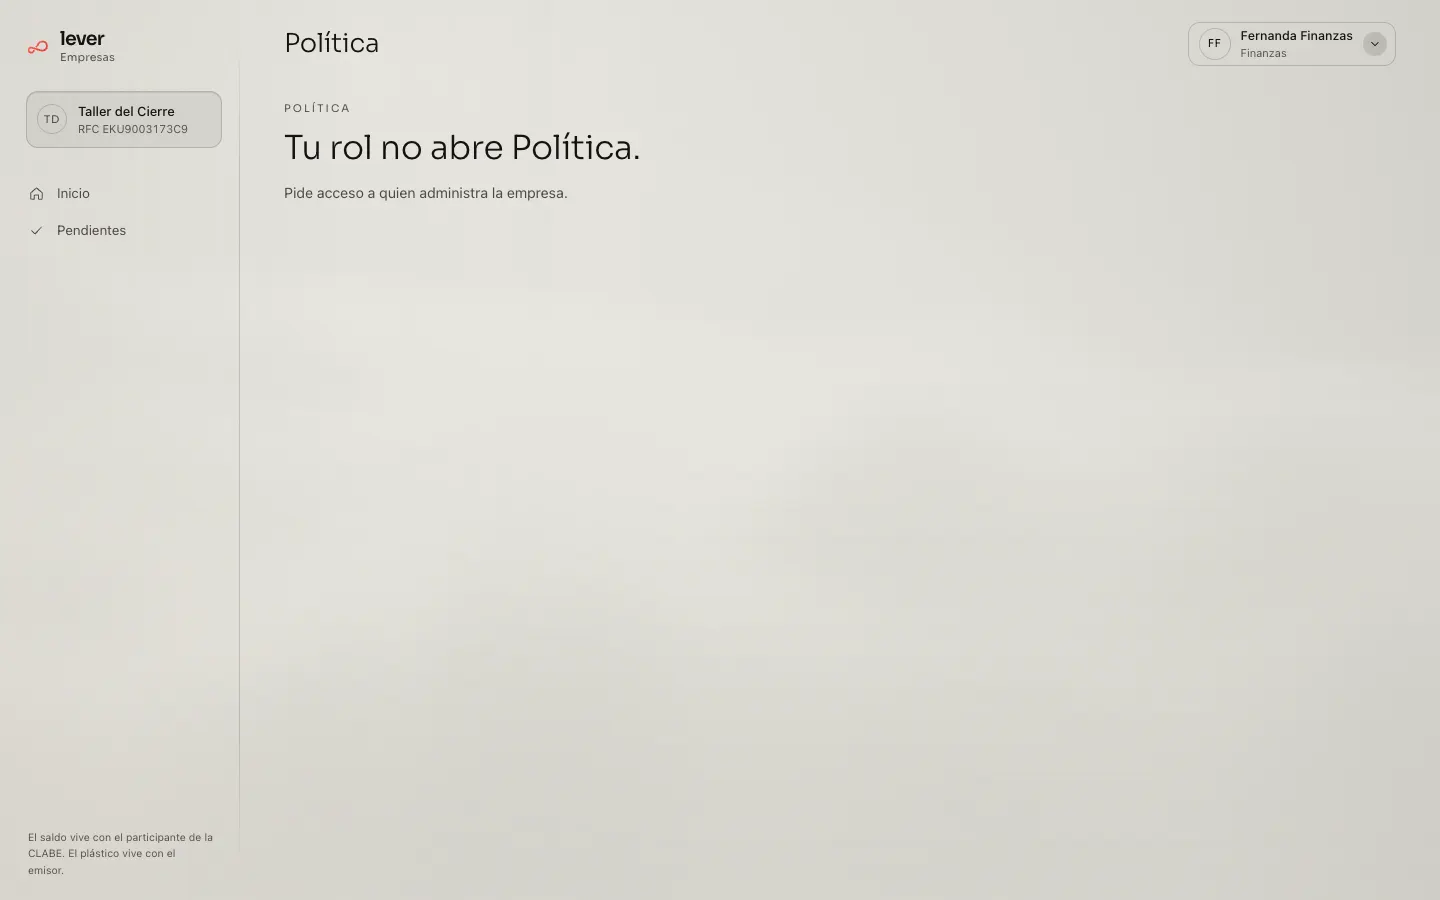 lever
Empresas
TD
Taller del Cierre
RFC EKU9003173C9
Inicio
Pendientes
El saldo vive con el participante de la
CLABE. El plástico vive con el
emisor.
Política
FF
Fernanda Finanzas
Finanzas
POLÍTICA
Tu rol no abre Política.
Pide acceso a quien administra la empresa.